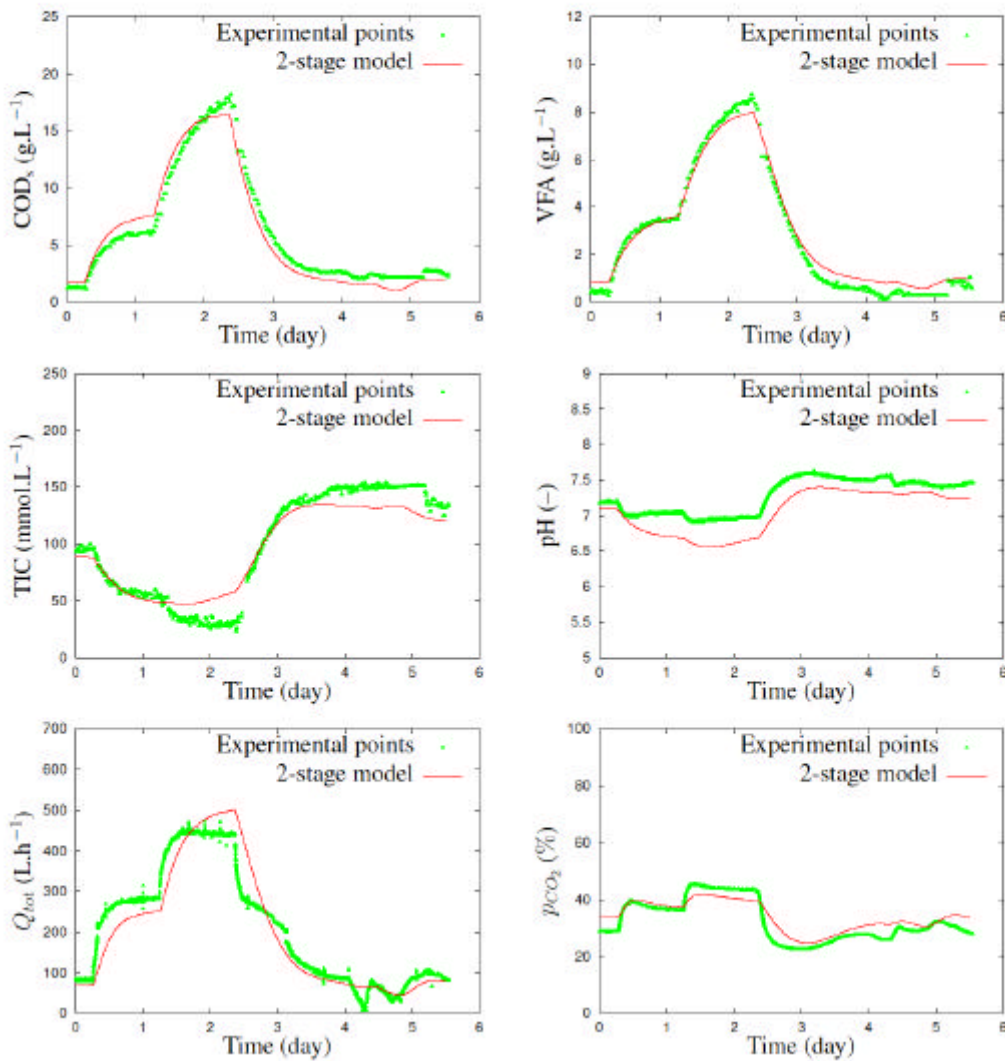 Experimental points
2-stage model
25
20
15
10
5
0
COD_s (g.L⁻¹)
0 1 2 3 4 5 6
Time (day)
Experimental points
2-stage model
12
10
8
6
4
2
0
VFA (g.L⁻¹)
0 1 2 3 4 5 6
Time (day)
Experimental points
2-stage model
250
200
150
100
50
0
TIC (mmol.L⁻¹)
0 1 2 3 4 5 6
Time (day)
Experimental points
2-stage model
9
8.5
8
7.5
7
6.5
6
5.5
5
pH (−)
0 1 2 3 4 5 6
Time (day)
Experimental points
2-stage model
700
600
500
400
300
200
100
0
Q_tot (L.h⁻¹)
0 1 2 3 4 5 6
Time (day)
Experimental points
2-stage model
100
80
60
40
20
0
p_CO₂ (%)
0 1 2 3 4 5 6
Time (day)